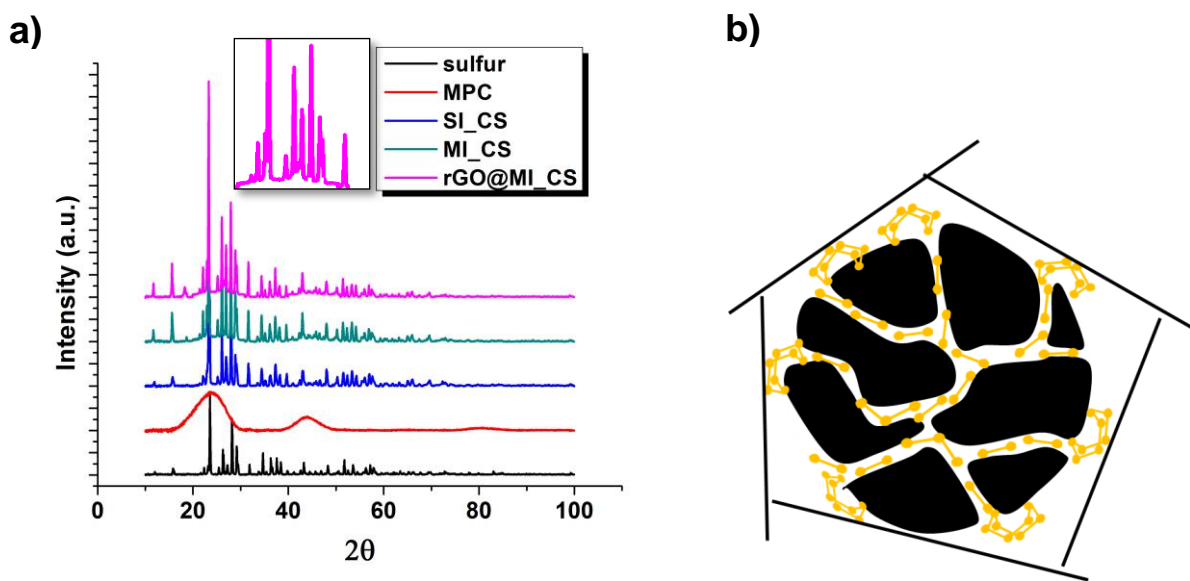 a)
sulfur
MPC
SI_CS
MI_CS
rGO@MI_CS
Intensity (a.u.)
0 20 40 60 80 100
2θ
b)